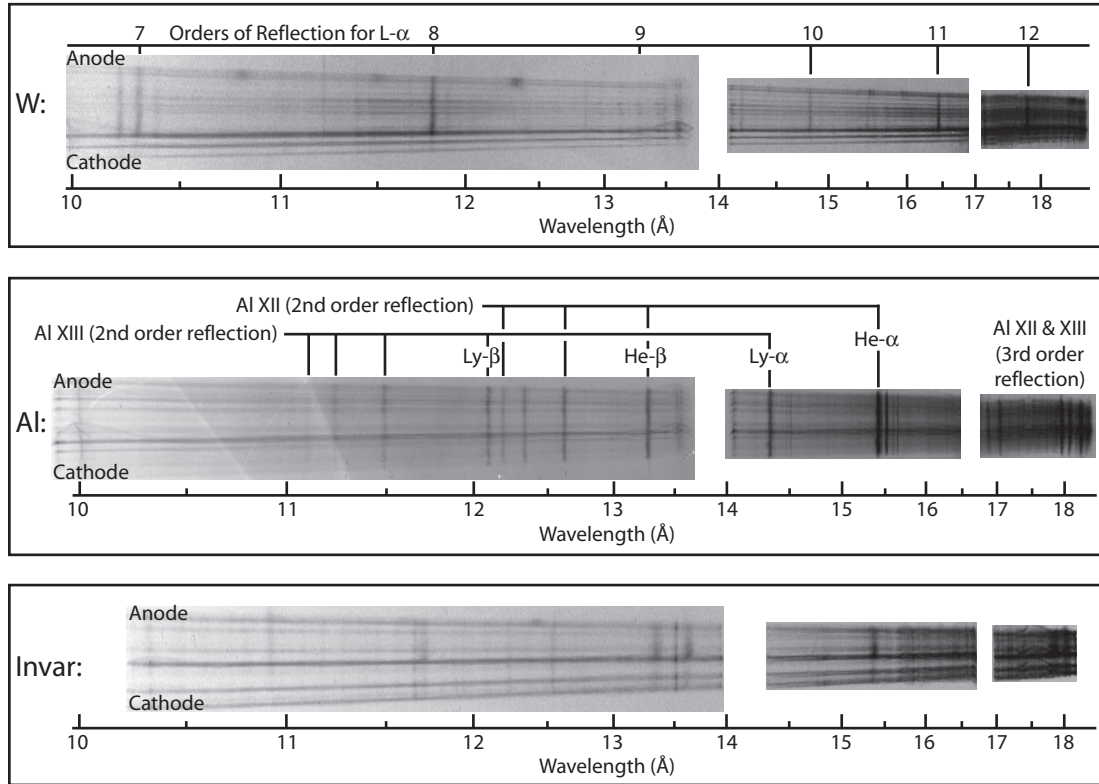 7 Orders of Reflection for L-α 8 9 10 11 12
Anode
W:
Cathode
10 11 12 13 14 15 16 17 18
Wavelength (Å)
Al XII (2nd order reflection)
Al XIII (2nd order reflection)
Ly-β He-β Ly-α He-α
Al XII & XIII
(3rd order
reflection)
Anode
Al:
Cathode
10 11 12 13 14 15 16 17 18
Wavelength (Å)
Anode
Invar:
Cathode
10 11 12 13 14 15 16 17 18
Wavelength (Å)